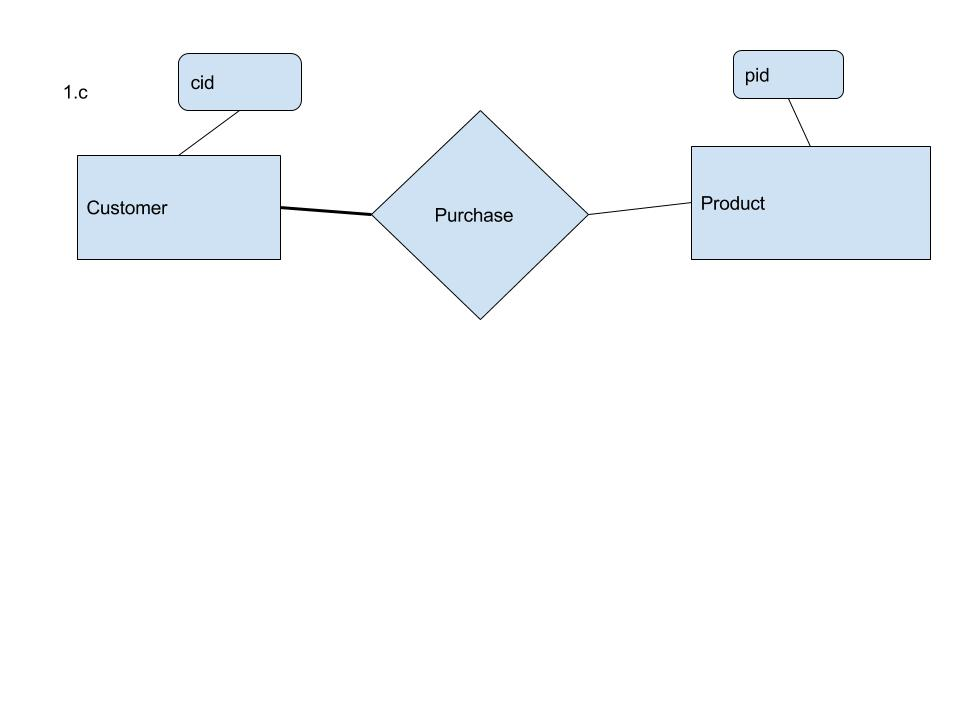 1.c
cid
pid
Customer
Purchase
Product